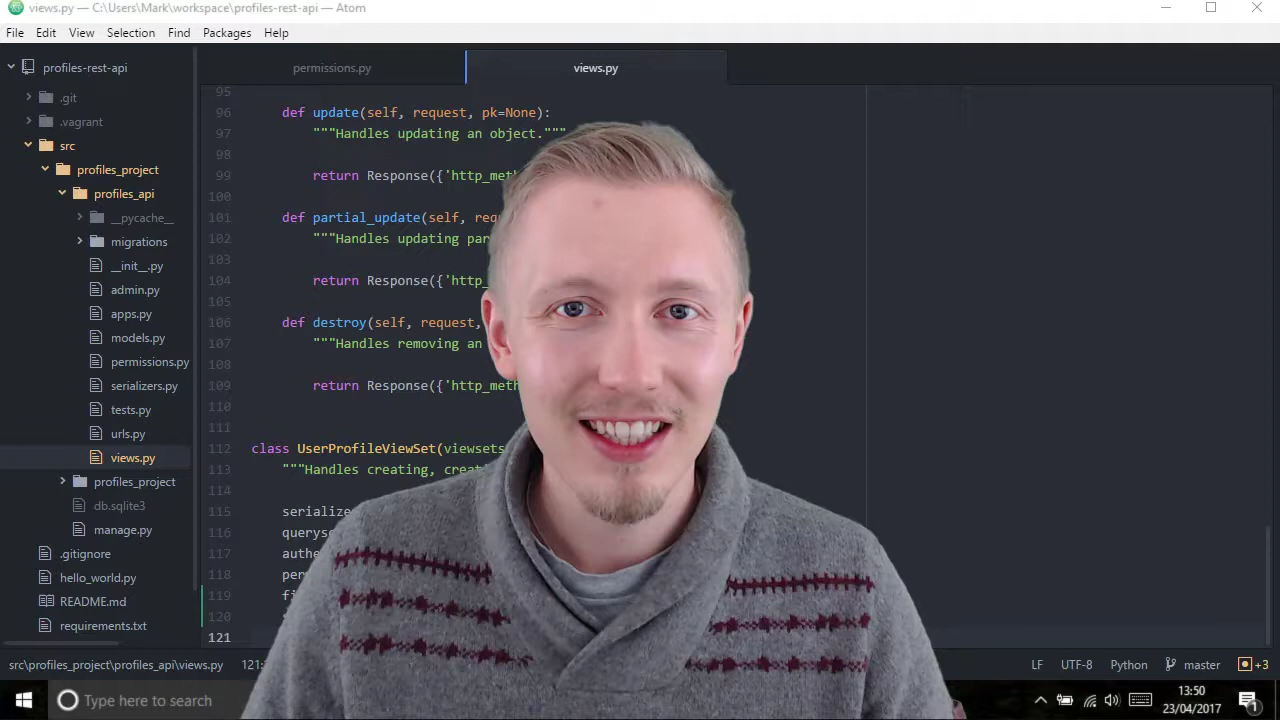 views.py — C:\Users\Mark\workspace\profiles-rest-api — Atom
File Edit View Selection Find Packages Help
profiles-rest-api
.git
.vagrant
src
profiles_project
profiles_api
__pycache__
migrations
__init__.py
admin.py
apps.py
models.py
permissions.py
serializers.py
tests.py
urls.py
views.py
profiles_project
db.sqlite3
manage.py
.gitignore
hello_world.py
README.md
requirements.txt
permissions.py views.py
95
96 def update(self, request, pk=None):
97 """Handles updating an object."""
98
99 return Response({'http_met
100
101 def partial_update(self, req
102 """Handles updating par
103
104 return Response({'http_
105
106 def destroy(self, request,
107 """Handles removing an
108
109 return Response({'http_meth
110
111
112 class UserProfileViewSet(viewsets
113 """Handles creating, creati
114
115 serialize
116 queryse
117 authe
118 per
119 fi
120
121
src\profiles_project\profiles_api\views.py 121: LF UTF-8 Python master +3
Type here to search 13:50
23/04/2017
1